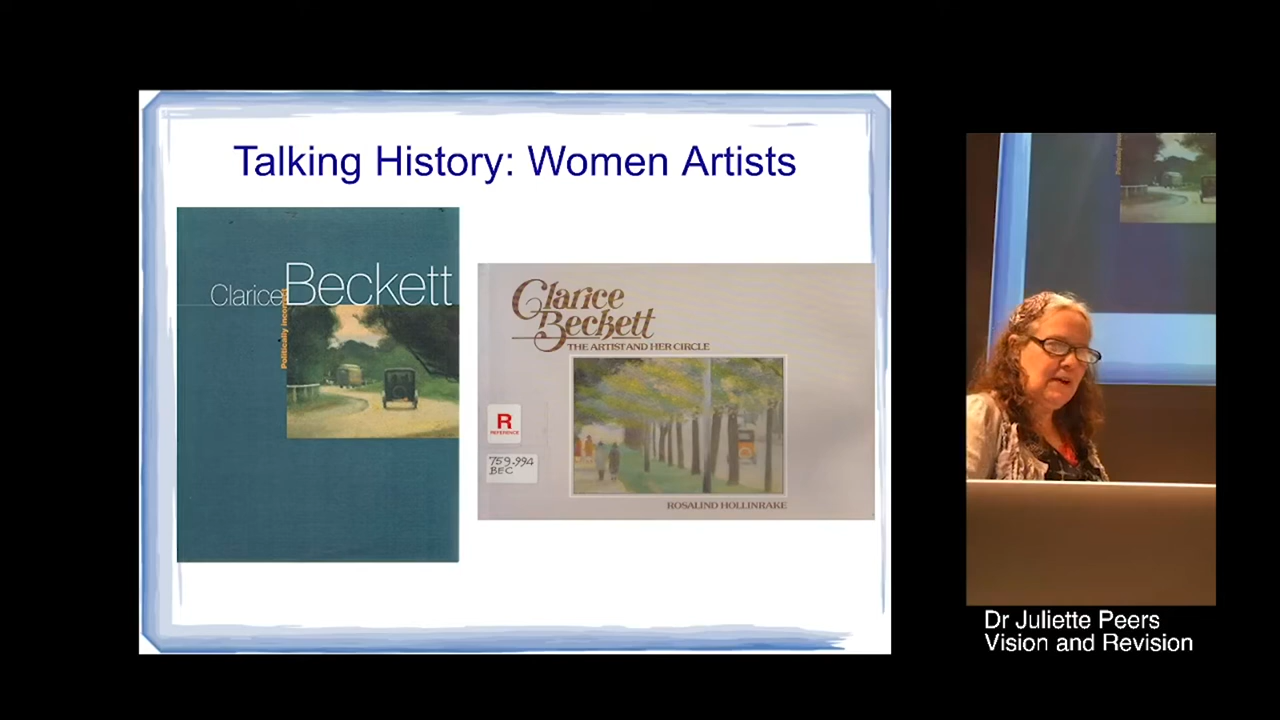 Talking History: Women Artists
Clarice Beckett
Politically incorrect
Clarice
Beckett
THE ARTIST AND HER CIRCLE
R
REFERENCE
759.994
BEC
ROSALIND HOLLINRAKE
Dr Juliette Peers
Vision and Revision